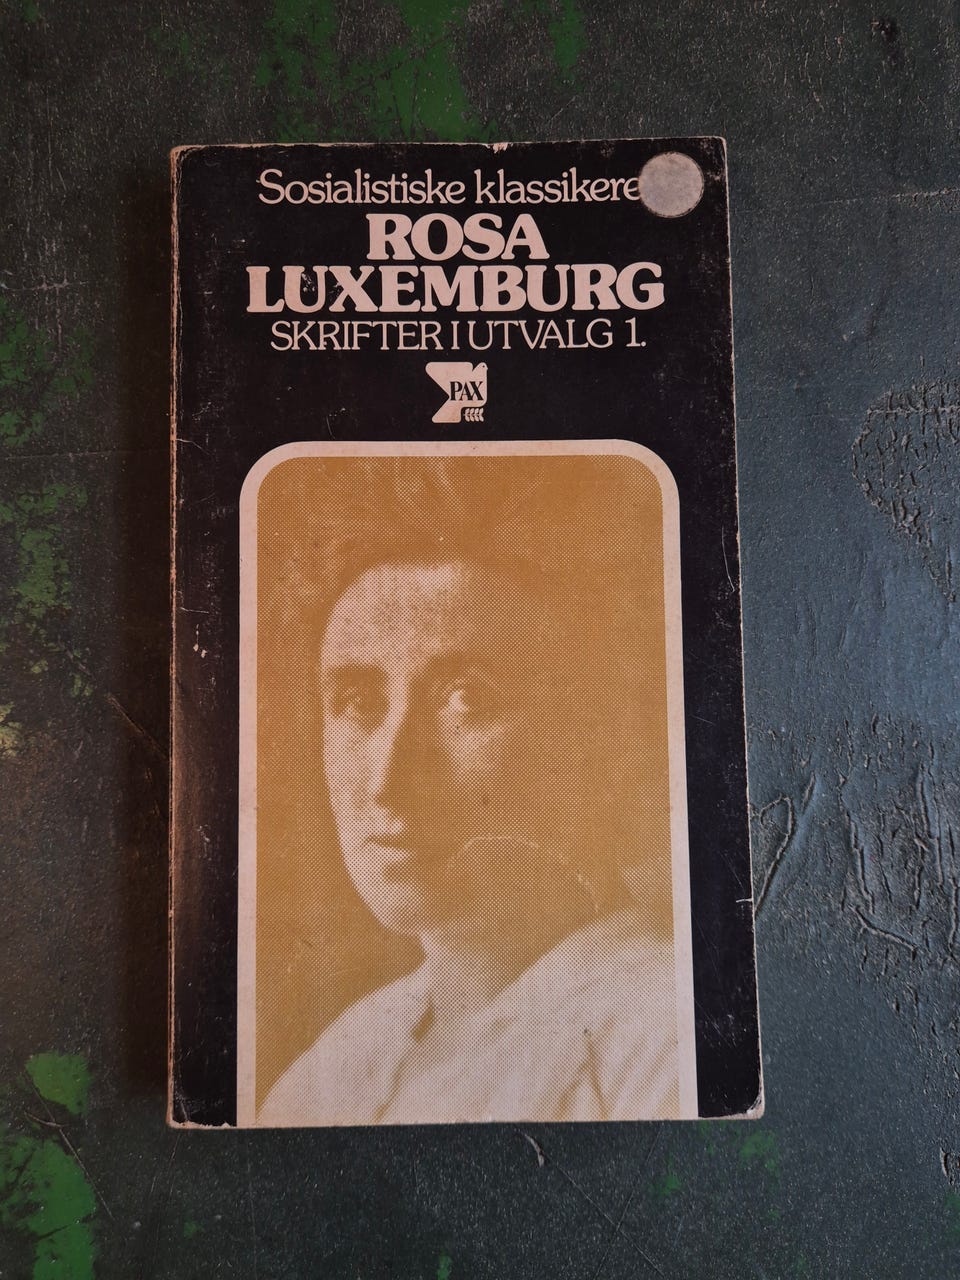 Sosialistiske klassikere
ROSA
LUXEMBURG
SKRIFTER I UTVALG 1.
PAX